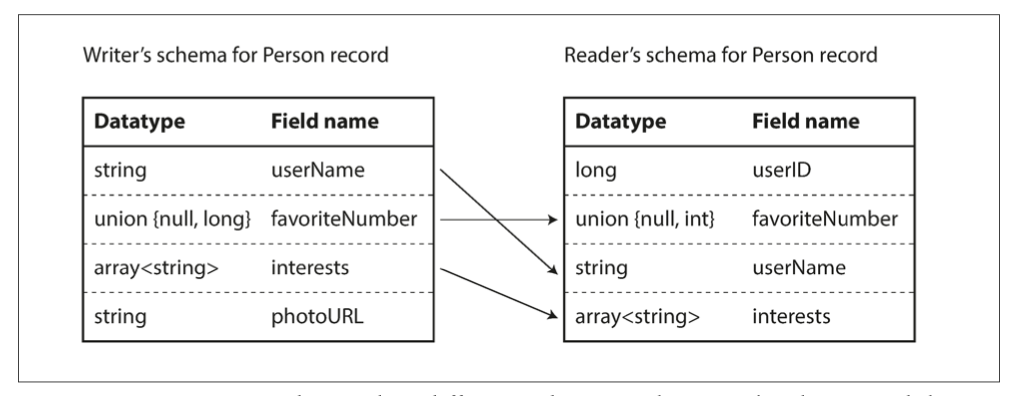 Writer's schema for Person record
Reader's schema for Person record
Datatype Field name
string userName
union {null, long} favoriteNumber
array<string> interests
string photoURL
Datatype Field name
long userID
union {null, int} favoriteNumber
string userName
array<string> interests